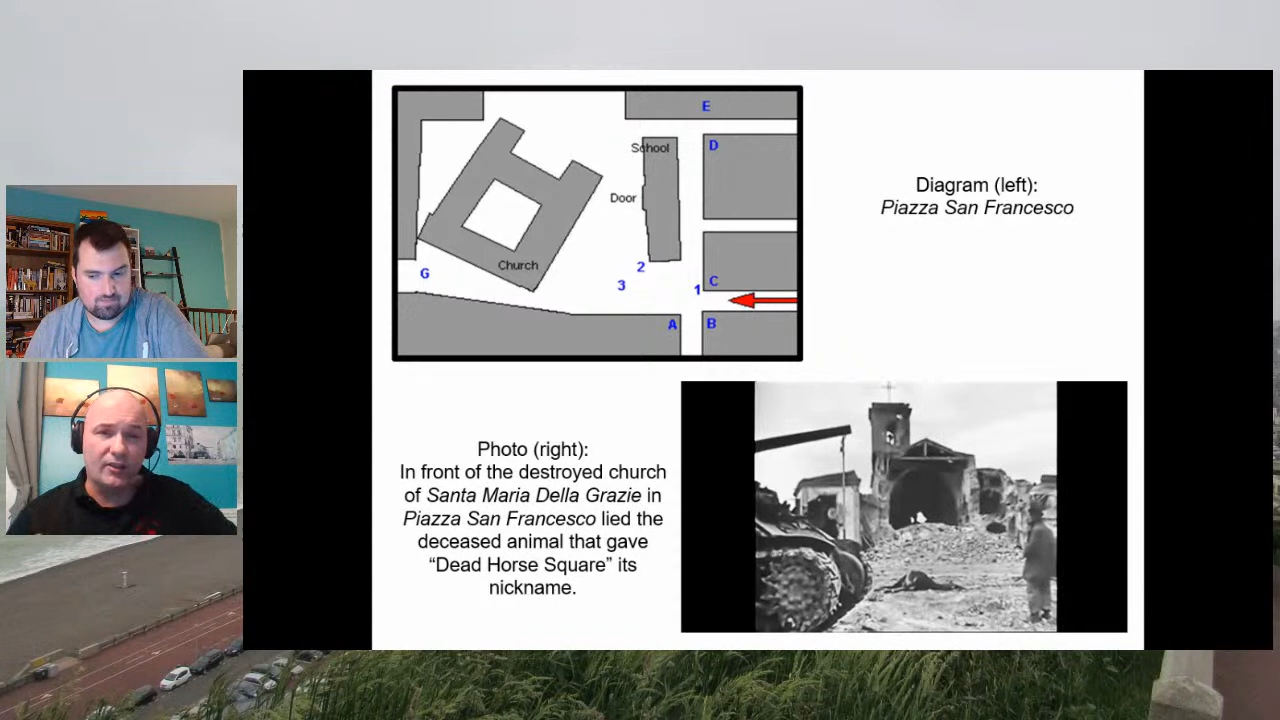 E
School
D
Door
Church
G
2
3
1
C
A
B
Diagram (left):
Piazza San Francesco
Photo (right):
In front of the destroyed church
of Santa Maria Della Grazie in
Piazza San Francesco lied the
deceased animal that gave
“Dead Horse Square” its
nickname.